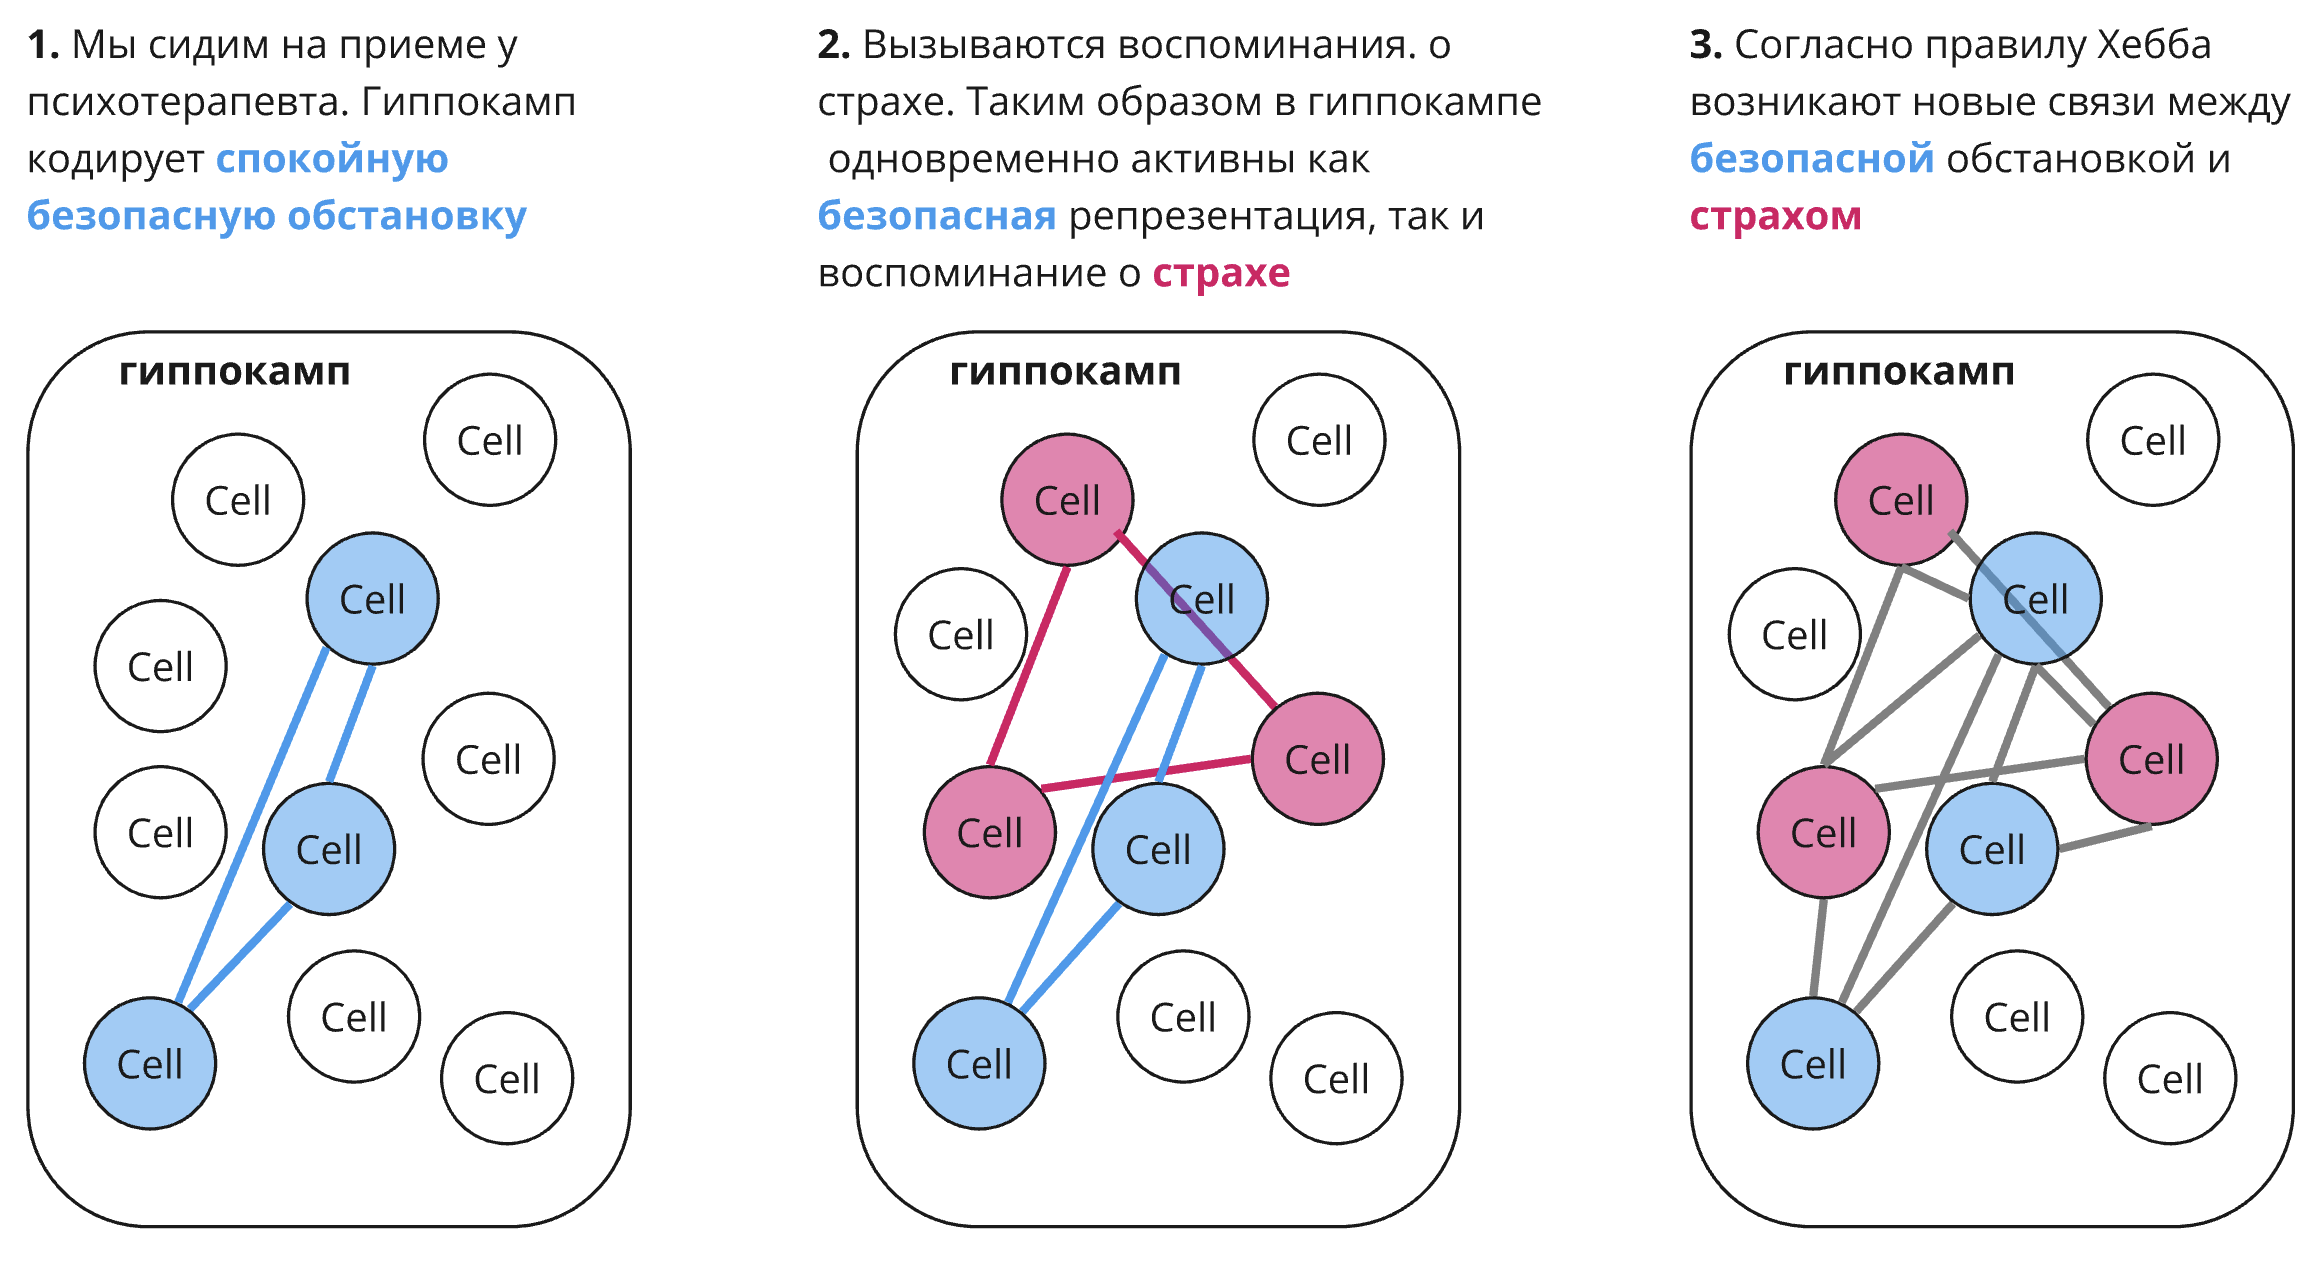 1. Мы сидим на приеме у
психотерапевта. Гиппокамп
кодирует спокойную
безопасную обстановку
2. Вызываются воспоминания. о
страхе. Таким образом в гиппокампе
одновременно активны как
безопасная репрезентация, так и
воспоминание о страхе
3. Согласно правилу Хебба
возникают новые связи между
безопасной обстановкой и
страхом
гиппокамп
Cell
Cell
Cell
Cell
Cell
Cell
Cell
Cell
Cell
Cell
гиппокамп
Cell
Cell
Cell
Cell
Cell
Cell
Cell
Cell
Cell
Cell
гиппокамп
Cell
Cell
Cell
Cell
Cell
Cell
Cell
Cell
Cell
Cell